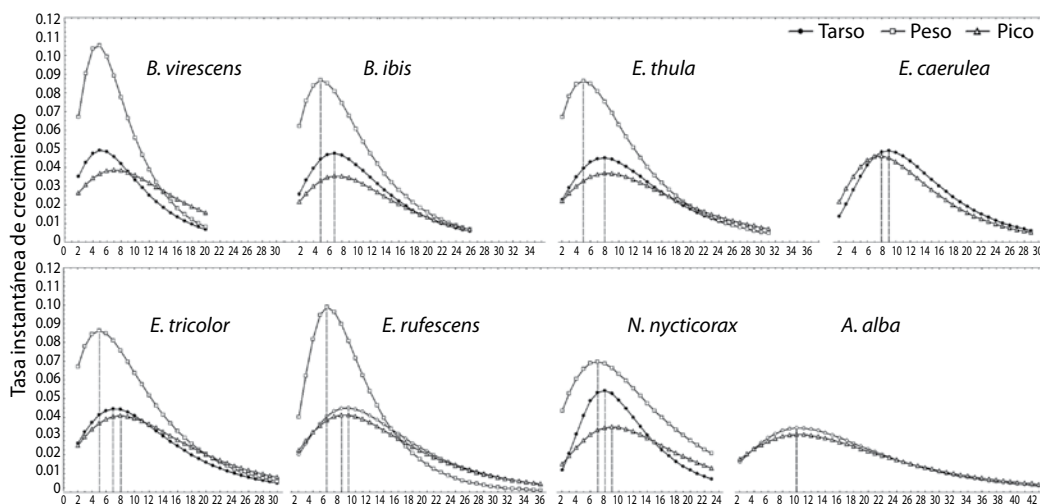 0.12
0.11
0.10
0.09
0.08
0.07
0.06
0.05
0.04
0.03
0.02
0.01
0
Tarso Peso Pico
B. virescens
B. ibis
E. thula
E. caerulea
0 2 4 6 8 10 12 14 16 18 20 22 24 26 28 30
2 4 6 8 10 12 14 16 18 20 22 24 26 28 30 32 34
0 2 4 6 8 10 12 14 16 18 20 22 24 26 28 30 32 34 36
0 2 4 6 8 10 12 14 16 18 20 22 24 26 28 30
Tasa instantánea de crecimiento
0.12
0.11
0.10
0.09
0.08
0.07
0.06
0.05
0.04
0.03
0.02
0.01
0
E. tricolor
E. rufescens
N. nycticorax
A. alba
0 2 4 6 8 10 12 14 16 18 20 22 24 26 28 30
2 4 6 8 10 12 14 16 18 20 22 24 26 28 30 32 34 36
0 2 4 6 8 10 12 14 16 18 20 22 24
0 2 4 6 8 10 12 14 16 18 20 22 24 26 28 30 32 34 36 38 40 42